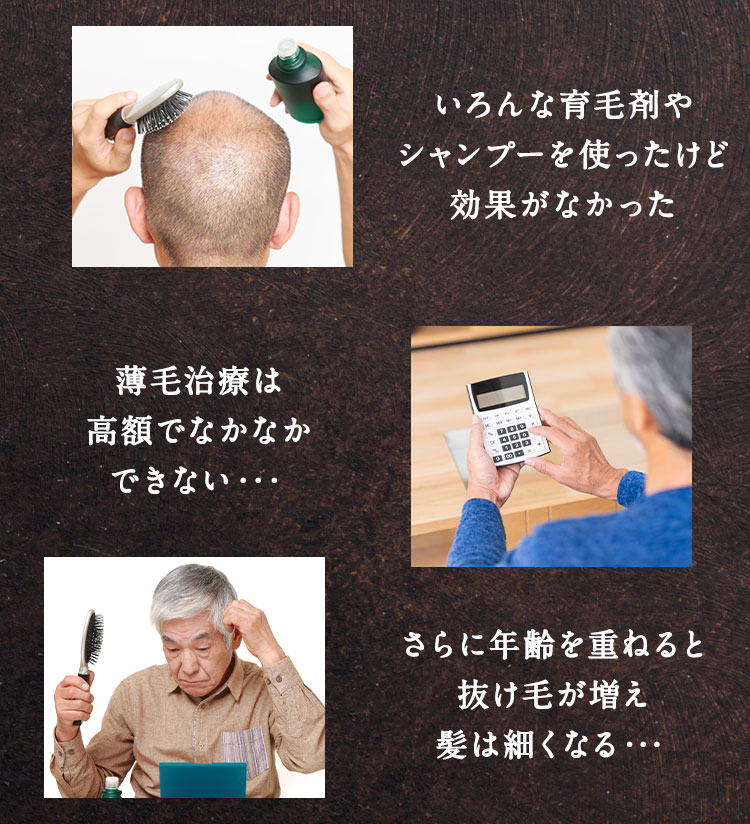 いろんな育毛剤や
シャンプーを使ったけど
効果がなかった
薄毛治療は
高額でなかなか
できない・・・
さらに年齢を重ねると
抜け毛が増え
髪は細くなる・・・